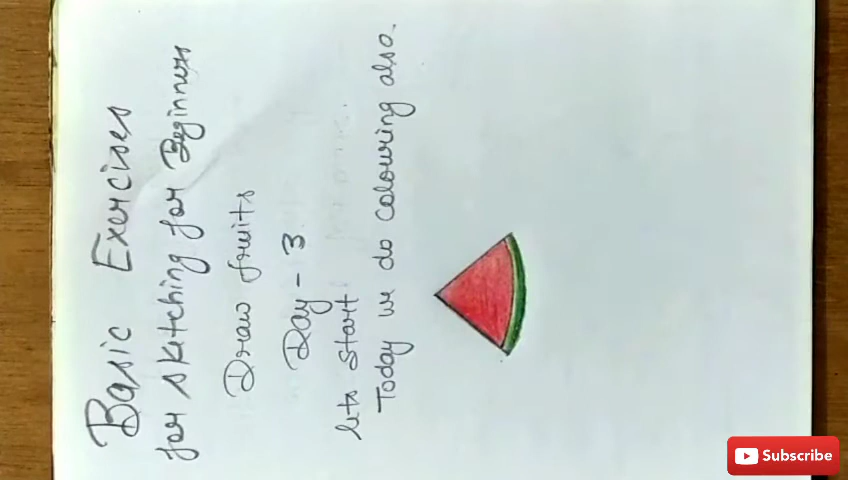 Basic Exercises
for sketching for Beginners
Draw fruits
Day - 3
lets start
Today we do colouring also.
Subscribe